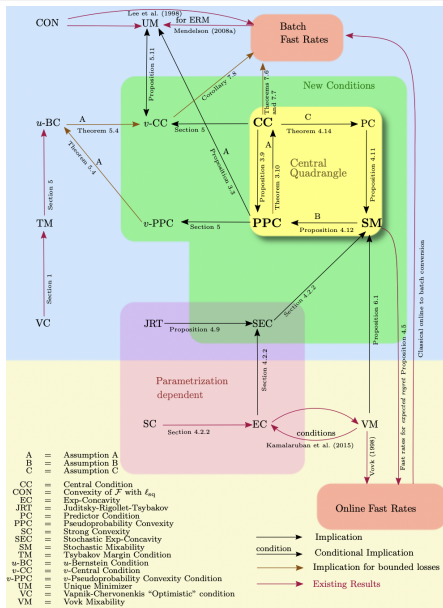 Lee et al. (1998)
CON
UM
for ERM
Mendelson (2008a)
Batch
Fast Rates
Proposition 5.11
Corollary 7.8
Theorems 7.6
and 7.7
New Conditions
u-BC
A
Theorem 5.4
v-CC
Section 5
CC
C
Theorem 4.14
PC
A
Theorem 5.4
A
Proposition 3.3
Proposition 3.9
A
Theorem 3.10
Central
Quadrangle
Proposition 4.11
Section 5
TM
v-PPC
Section 5
PPC
B
Proposition 4.12
SM
Section 1
Section 4.2.2
Proposition 6.1
Fast rates for expected regret Proposition 4.5
Classical online to batch conversion
VC
JRT
Proposition 4.9
SEC
Parametrization
dependent
Section 4.2.2
SC
Section 4.2.2
EC
conditions
Kamalaruban et al. (2015)
VM
Vovk (1998)
Online Fast Rates
A = Assumption A
B = Assumption B
C = Assumption C
CC = Central Condition
CON = Convexity of F with ℓsq
EC = Exp-Concavity
JRT = Juditsky-Rigollet-Tsybakov
PC = Predictor Condition
PPC = Pseudoprobability Convexity
SC = Strong Convexity
SEC = Stochastic Exp-Concavity
SM = Stochastic Mixability
TM = Tsybakov Margin Condition
u-BC = u-Bernstein Condition
v-CC = v-Central Condition
v-PPC = v-Pseudoprobability Convexity Condition
UM = Unique Minimizer
VC = Vapnik-Chervonenkis "Optimistic" condition
VM = Vovk Mixability
Implication
condition
Conditional Implication
Implication for bounded losses
Existing Results